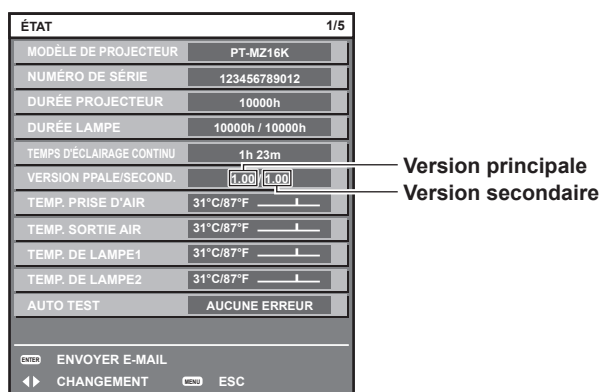 ÉTAT 1/5
MODÈLE DE PROJECTEUR PT-MZ16K
NUMÉRO DE SÉRIE 123456789012
DURÉE PROJECTEUR 10000h
DURÉE LAMPE 10000h / 10000h
TEMPS D'ÉCLAIRAGE CONTINU 1h 23m
VERSION PPALE/SECOND. 1.00/1.00
TEMP. PRISE D'AIR 31°C/87°F
TEMP. SORTIE AIR 31°C/87°F
TEMP. DE LAMPE1 31°C/87°F
TEMP. DE LAMPE2 31°C/87°F
AUTO TEST AUCUNE ERREUR
ENTER ENVOYER E-MAIL
CHANGEMENT MENU ESC
Version principale
Version secondaire